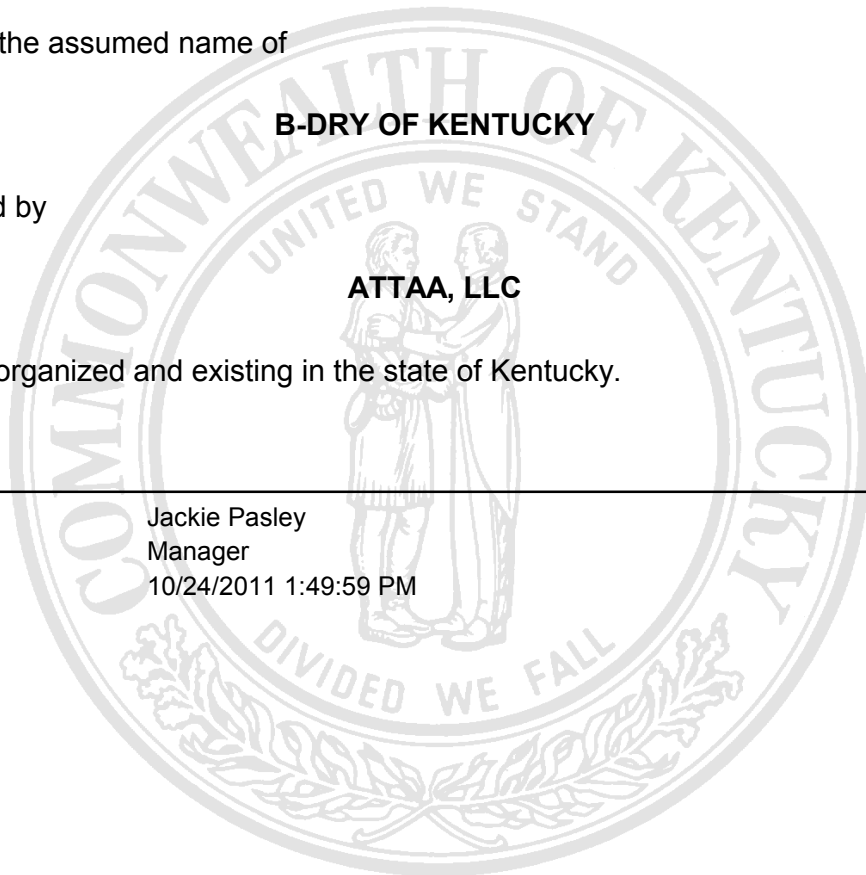 the assumed name of
B-DRY OF KENTUCKY
d by
ATTAA, LLC
organized and existing in the state of Kentucky.
Jackie Pasley
Manager
10/24/2011 1:49:59 PM
COMMONWEALTH OF KENTUCKY
UNITED WE STAND
DIVIDED WE FALL